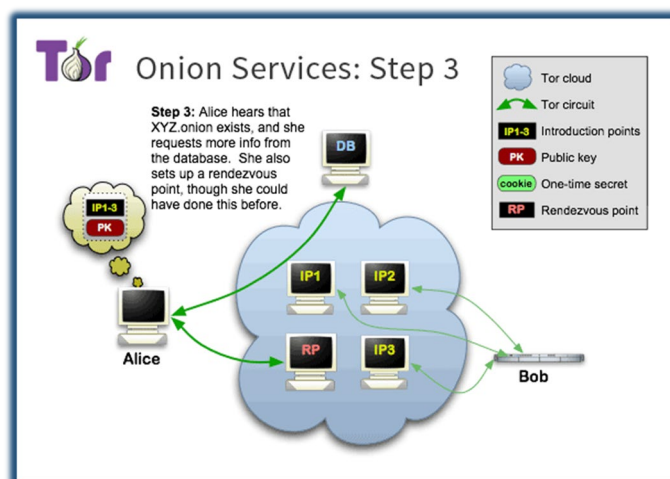 Tor
Onion Services: Step 3
Step 3: Alice hears that
XYZ.onion exists, and she
requests more info from
the database. She also
sets up a rendezvous
point, though she could
have done this before.
Tor cloud
Tor circuit
IP1-3 Introduction points
PK Public key
cookie One-time secret
RP Rendezvous point
DB
IP1-3
PK
IP1 IP2
RP IP3
Alice
Bob